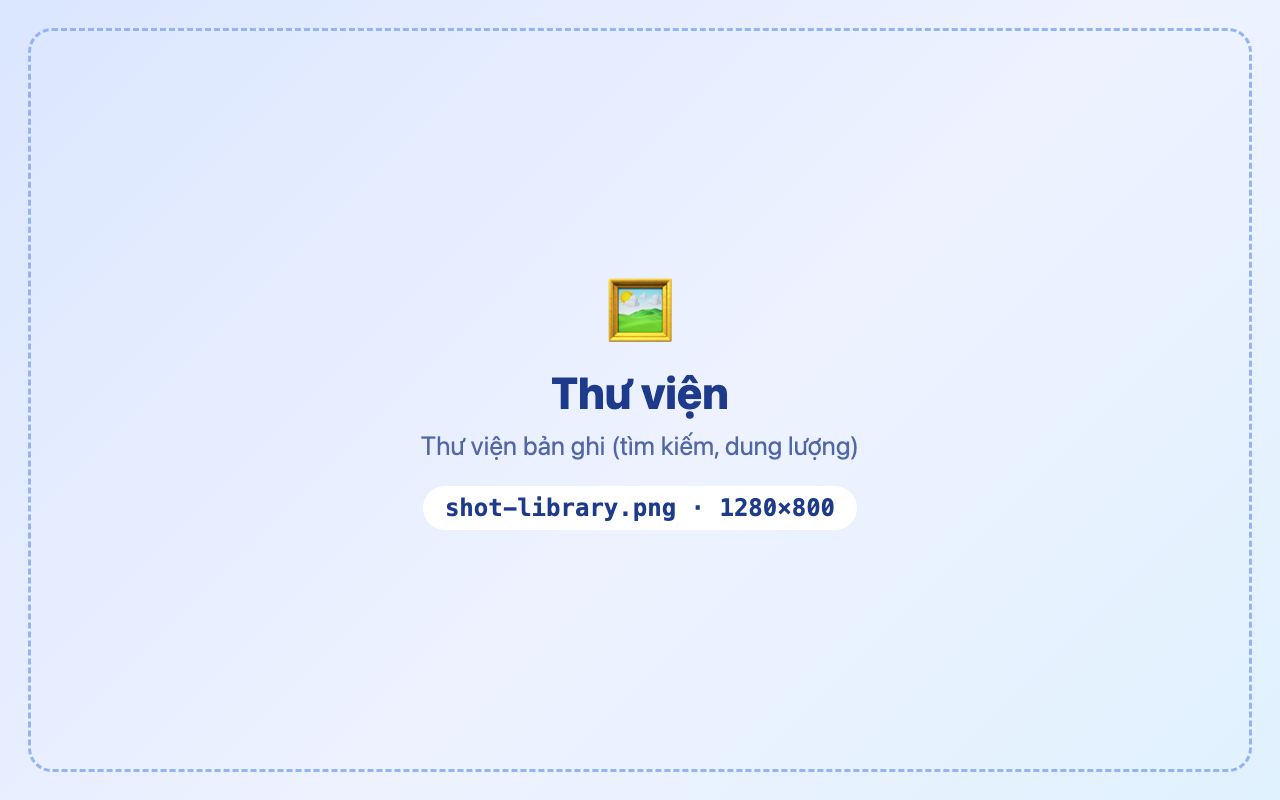 Thư viện
Thư viện bản ghi (tìm kiếm, dung lượng)
shot-library.png · 1280×800